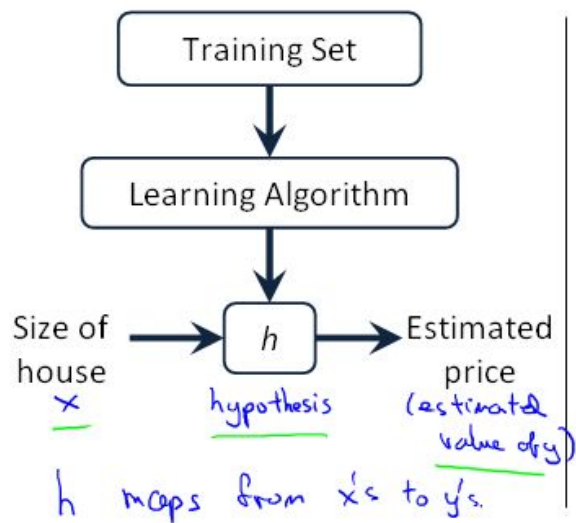 Training Set
Learning Algorithm
Size of house
h
Estimated price
x
hypothesis
(estimated value of y)
h maps from x's to y's.